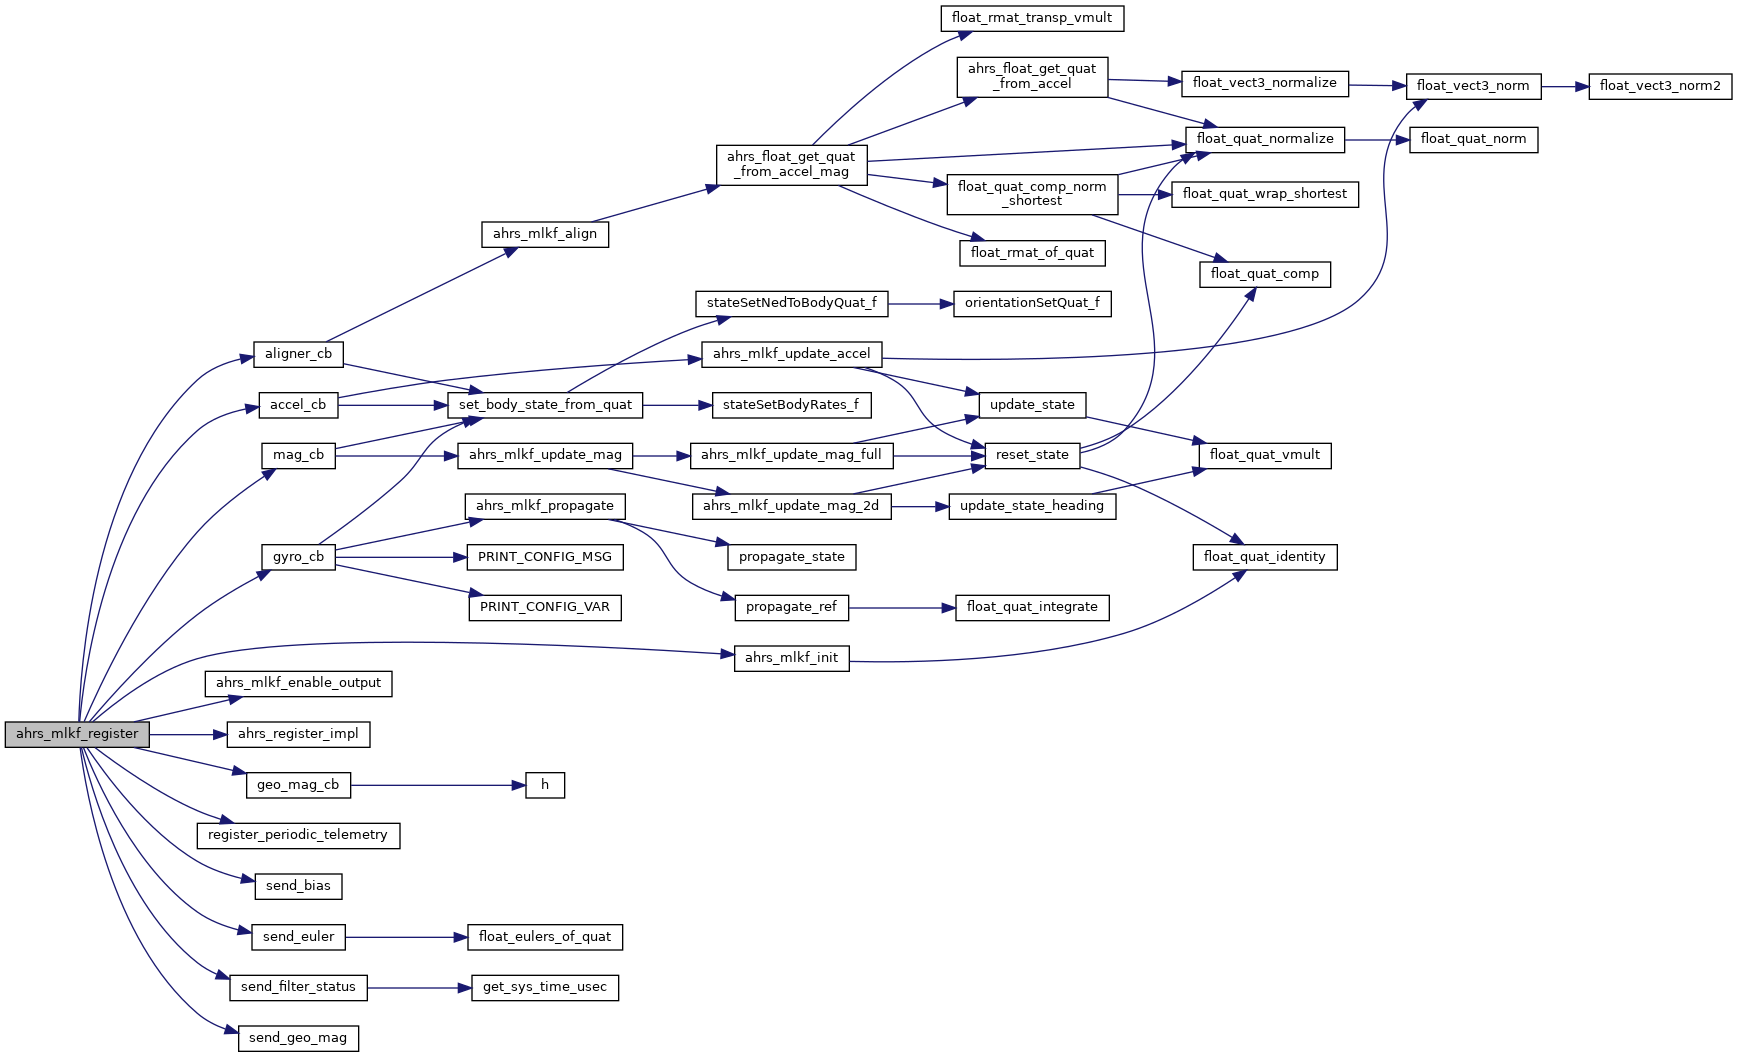 float_rmat_transp_vmult
ahrs_float_get_quat
_from_accel
float_vect3_normalize
float_vect3_norm
float_vect3_norm2
float_quat_normalize
float_quat_norm
ahrs_float_get_quat
_from_accel_mag
float_quat_comp_norm
_shortest
float_quat_wrap_shortest
ahrs_mlkf_align
float_rmat_of_quat
float_quat_comp
stateSetNedToBodyQuat_f
orientationSetQuat_f
aligner_cb
ahrs_mlkf_update_accel
accel_cb
set_body_state_from_quat
stateSetBodyRates_f
update_state
mag_cb
ahrs_mlkf_update_mag
ahrs_mlkf_update_mag_full
reset_state
float_quat_vmult
ahrs_mlkf_propagate
ahrs_mlkf_update_mag_2d
update_state_heading
gyro_cb
PRINT_CONFIG_MSG
propagate_state
float_quat_identity
PRINT_CONFIG_VAR
propagate_ref
float_quat_integrate
ahrs_mlkf_init
ahrs_mlkf_enable_output
ahrs_mlkf_register
ahrs_register_impl
geo_mag_cb
h
register_periodic_telemetry
send_bias
send_euler
float_eulers_of_quat
send_filter_status
get_sys_time_usec
send_geo_mag